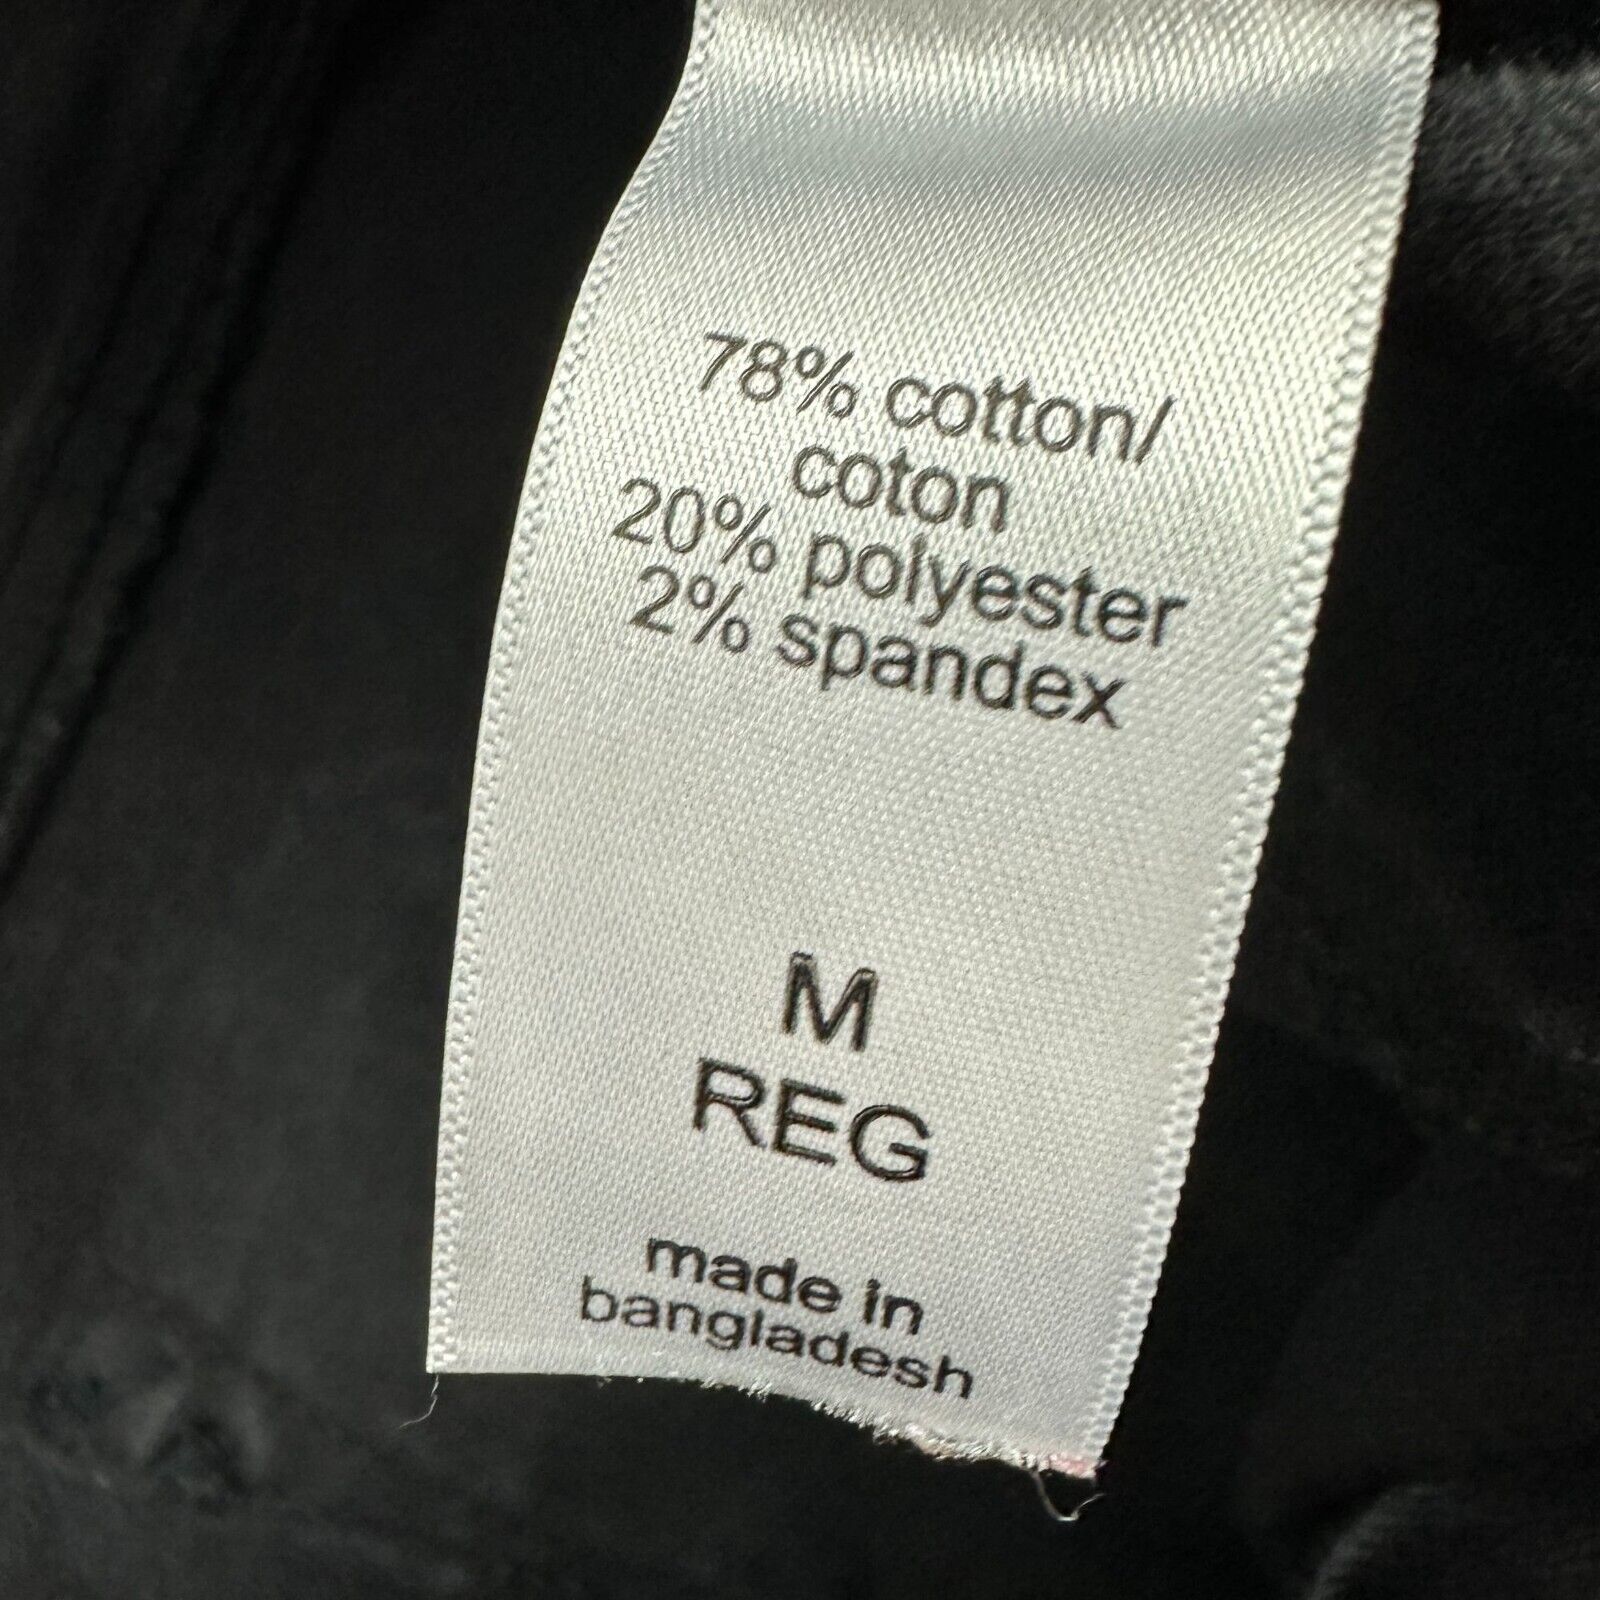 78% cotton/
coton
20% polyester
2% spandex
M
REG
made in
bangladesh